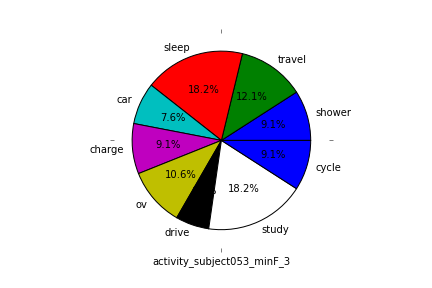 sleep
travel
18.2%
12.1%
car
shower
7.6%
9.1%
charge
9.1%
9.1%
cycle
10.6%
ov
18.2%
drive
study
activity_subject053_minF_3